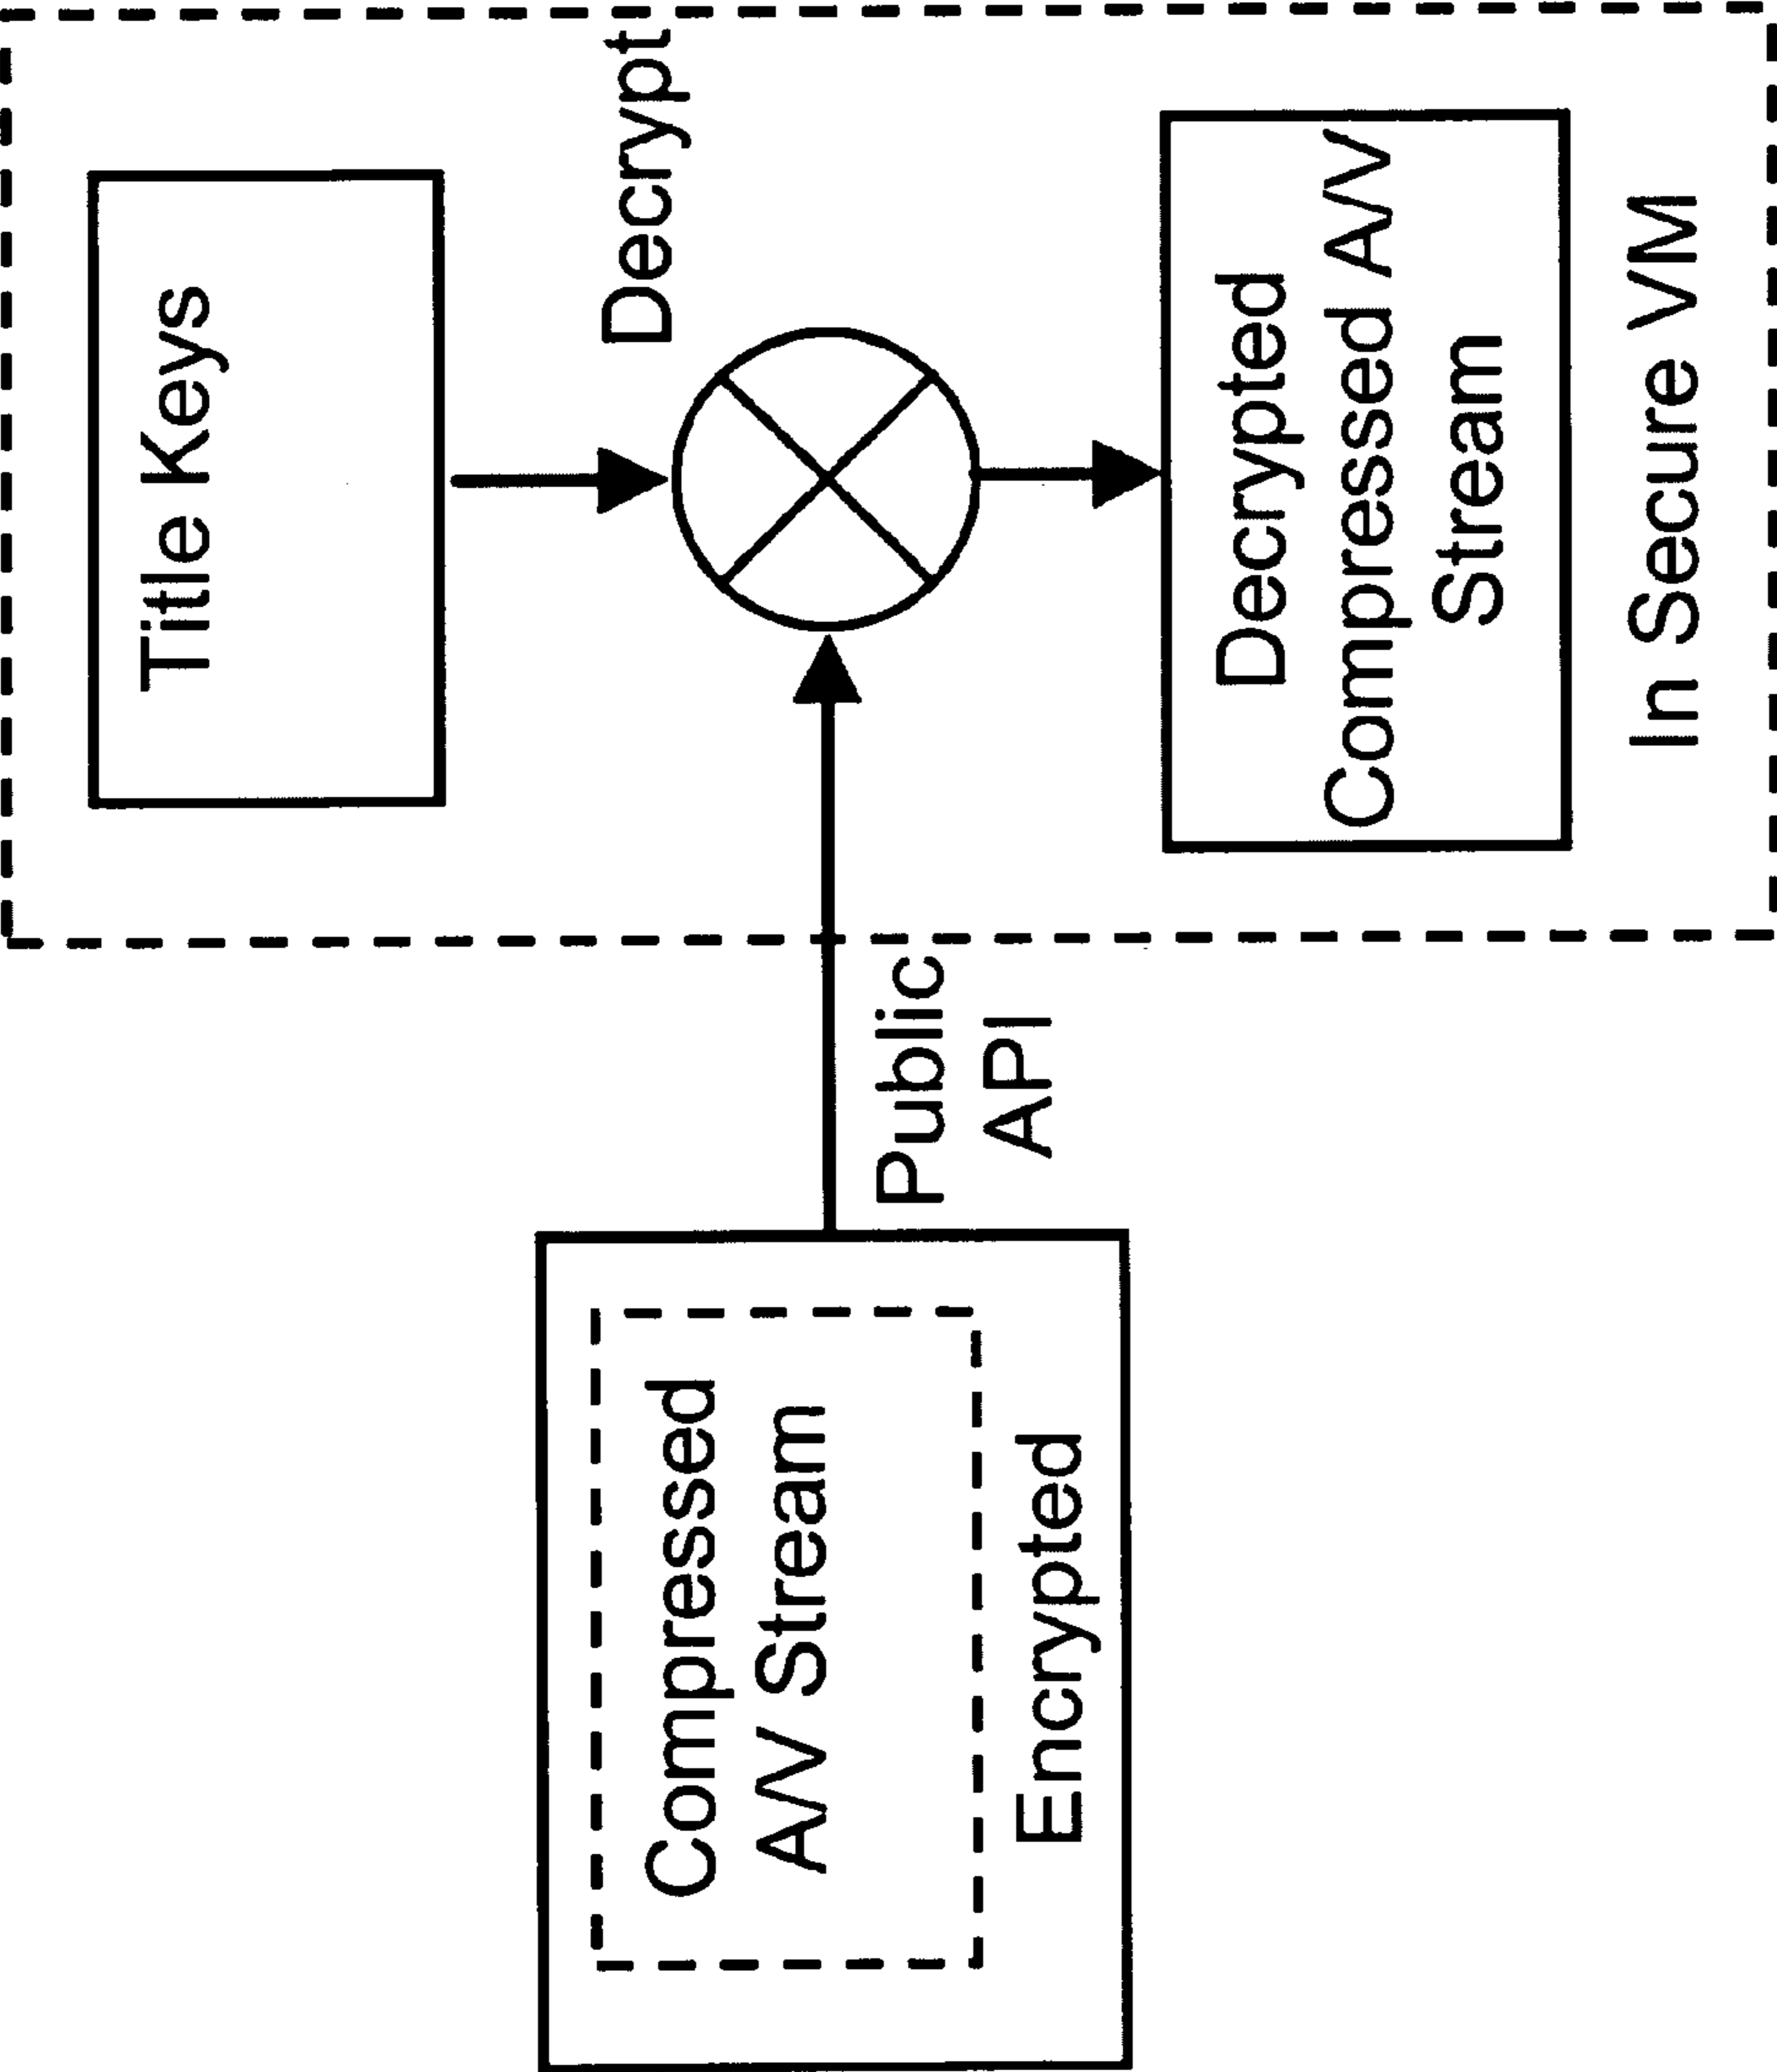 Title Keys
Decrypt
Decrypted
Compressed A/V
Stream
In Secure VM
Public
API
Compressed
A/V Stream
Encrypted